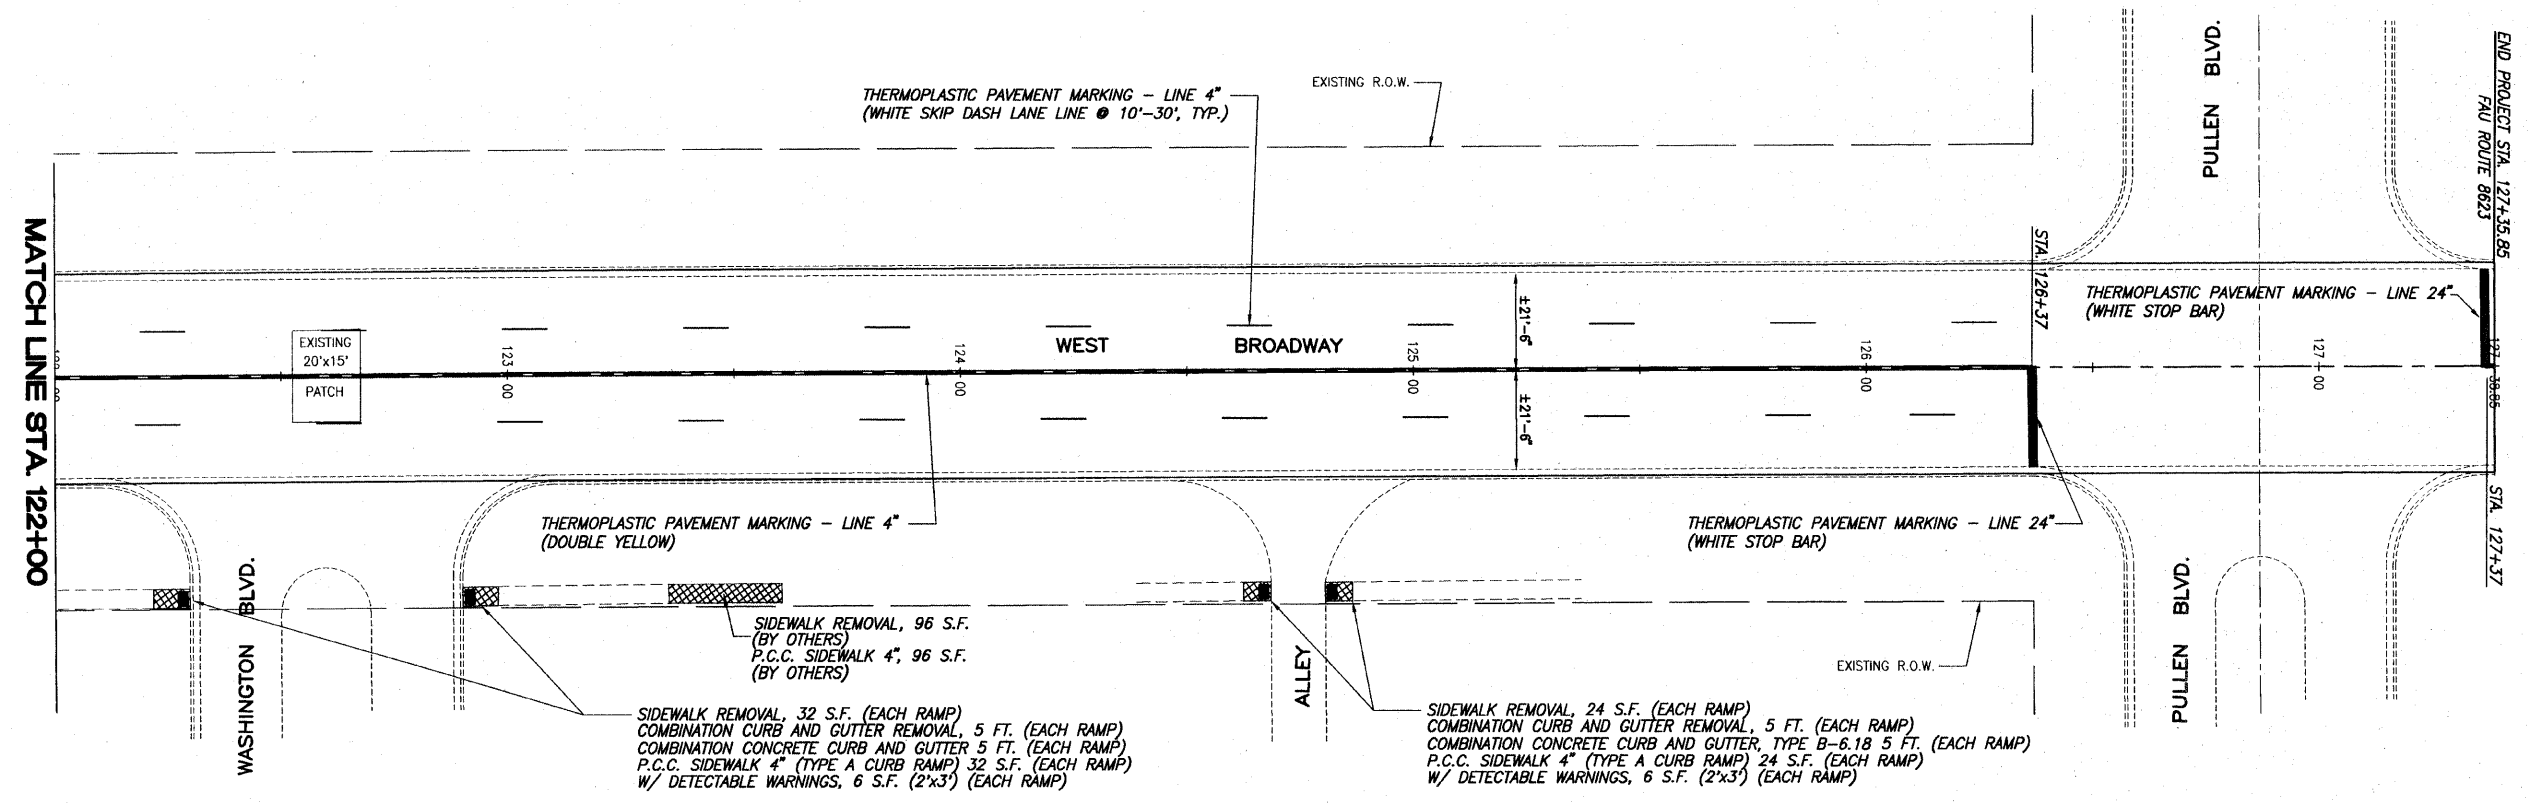 THERMOPLASTIC PAVEMENT MARKING - LINE 4"
(WHITE SKIP DASH LANE LINE @ 10'-30', TYP.)
EXISTING R.O.W.
PULLEN BLVD.
END PROJECT STA. 127+35.85
FAU ROUTE 8623
MATCH LINE STA. 122+00
EXISTING
20'x15'
PATCH
123
00
124
00
WEST BROADWAY
125
00
±21'-6"
±21'-6"
126
00
STA. 126+37
THERMOPLASTIC PAVEMENT MARKING - LINE 24"
(WHITE STOP BAR)
127
00
STA. 127+37
THERMOPLASTIC PAVEMENT MARKING - LINE 4"
(DOUBLE YELLOW)
THERMOPLASTIC PAVEMENT MARKING - LINE 24"
(WHITE STOP BAR)
WASHINGTON BLVD.
SIDEWALK REMOVAL, 96 S.F.
(BY OTHERS)
P.C.C. SIDEWALK 4", 96 S.F.
(BY OTHERS)
ALLEY
EXISTING R.O.W.
PULLEN BLVD.
SIDEWALK REMOVAL, 32 S.F. (EACH RAMP)
COMBINATION CURB AND GUTTER REMOVAL, 5 FT. (EACH RAMP)
COMBINATION CONCRETE CURB AND GUTTER 5 FT. (EACH RAMP)
P.C.C. SIDEWALK 4" (TYPE A CURB RAMP) 32 S.F. (EACH RAMP)
W/ DETECTABLE WARNINGS, 6 S.F. (2'x3') (EACH RAMP)
SIDEWALK REMOVAL, 24 S.F. (EACH RAMP)
COMBINATION CURB AND GUTTER REMOVAL, 5 FT. (EACH RAMP)
COMBINATION CONCRETE CURB AND GUTTER, TYPE B-6.18 5 FT. (EACH RAMP)
P.C.C. SIDEWALK 4" (TYPE A CURB RAMP) 24 S.F. (EACH RAMP)
W/ DETECTABLE WARNINGS, 6 S.F. (2'x3') (EACH RAMP)